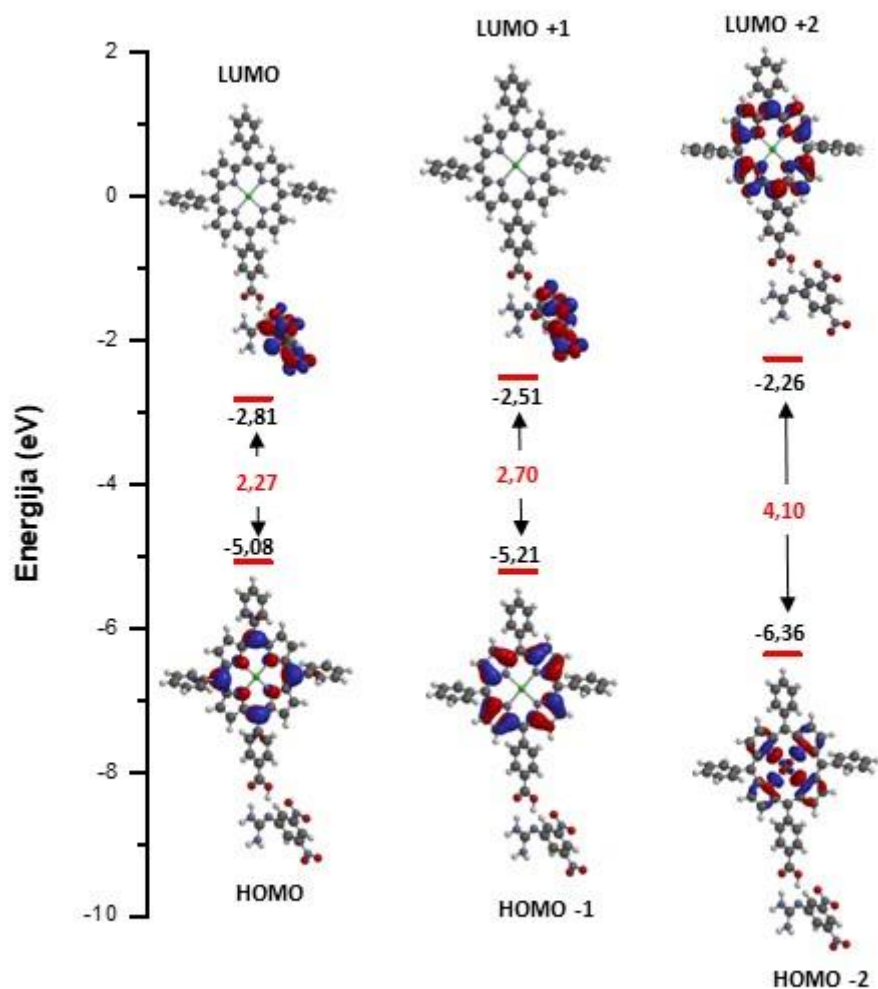 LUMO
LUMO +1
LUMO +2
Energija (eV)
2
0
-2
-4
-6
-8
-10
-2,81
2,27
-5,08
-2,51
2,70
-5,21
-2,26
4,10
-6,36
HOMO
HOMO -1
HOMO -2